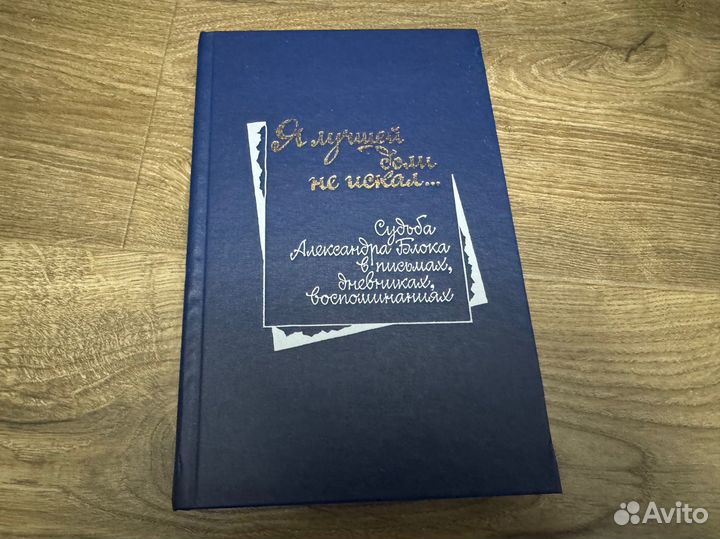 Я лучшей
доли
не искал...
Судьба
Александра Блока
в письмах,
дневниках,
воспоминаниях
Avito